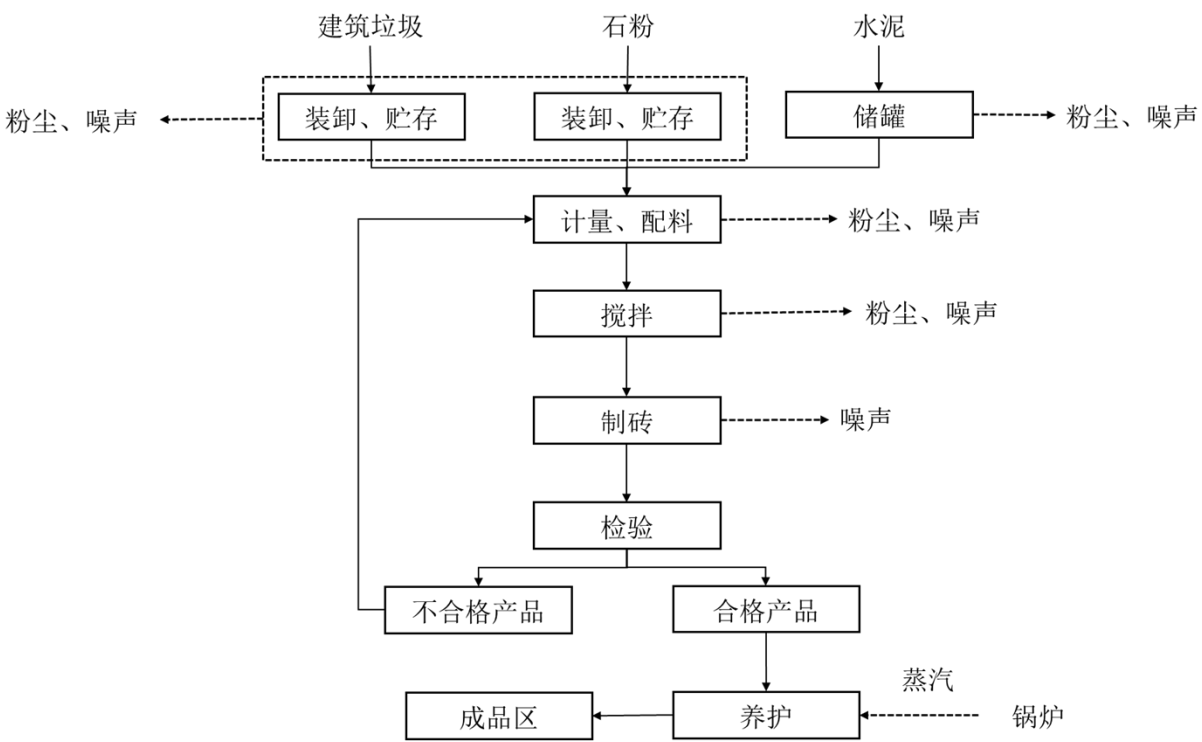 建筑垃圾
石粉
水泥
粉尘、噪声
装卸、贮存
装卸、贮存
储罐
粉尘、噪声
计量、配料
粉尘、噪声
搅拌
粉尘、噪声
制砖
噪声
检验
不合格产品
合格产品
蒸汽
成品区
养护
锅炉